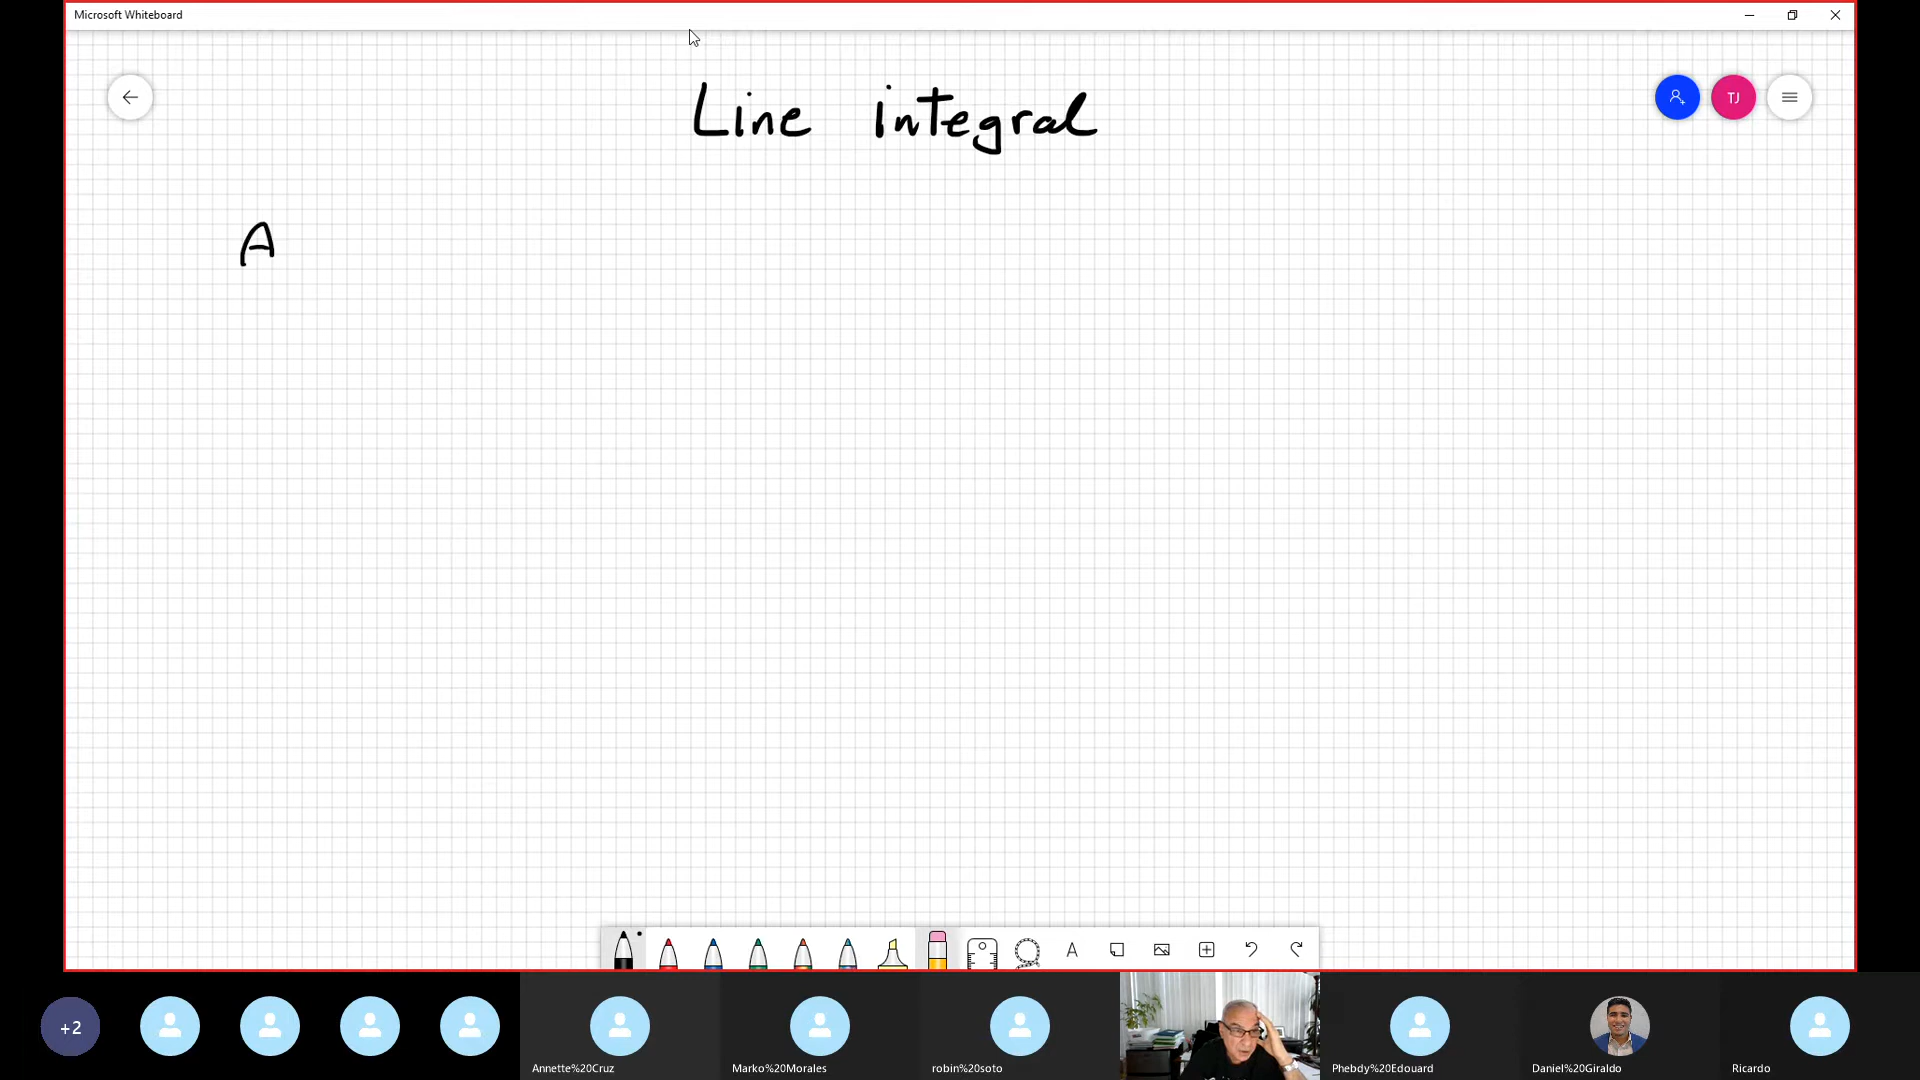 Microsoft Whiteboard
Line integral
TJ
A
A
+2
Annette%20Cruz
Marko%20Morales
robin%20soto
Phebdy%20Edouard
Daniel%20Giraldo
Ricardo